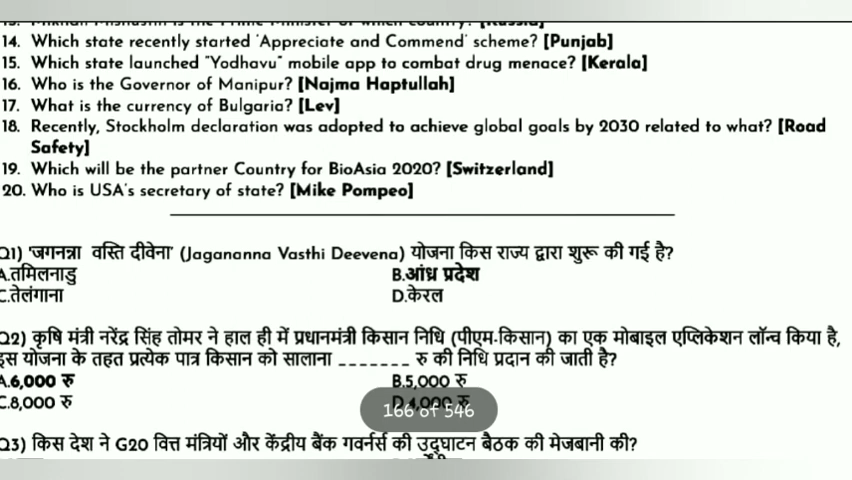 14. Which state recently started 'Appreciate and Commend' scheme? [Punjab]
15. Which state launched "Yodhavu" mobile app to combat drug menace? [Kerala]
16. Who is the Governor of Manipur? [Najma Haptullah]
17. What is the currency of Bulgaria? [Lev]
18. Recently, Stockholm declaration was adopted to achieve global goals by 2030 related to what? [Road
Safety]
19. Which will be the partner Country for BioAsia 2020? [Switzerland]
20. Who is USA's secretary of state? [Mike Pompeo]
Q1) 'जगनन्ना वस्ति दीवेना' (Jagananna Vasthi Deevena) योजना किस राज्य द्वारा शुरू की गई है?
A.तमिलनाडु B.आंध्र प्रदेश
C.तेलंगाना D.केरल
Q2) कृषि मंत्री नरेंद्र सिंह तोमर ने हाल ही में प्रधानमंत्री किसान निधि (पीएम-किसान) का एक मोबाइल एप्लिकेशन लॉन्च किया है,
इस योजना के तहत प्रत्येक पात्र किसान को सालाना _______ रु की निधि प्रदान की जाती है?
A.6,000 रु B.5,000 रु
C.8,000 रु D.4,000 रु
166 of 546
Q3) किस देश ने G20 वित्त मंत्रियों और केंद्रीय बैंक गवर्नर्स की उद्घाटन बैठक की मेजबानी की?